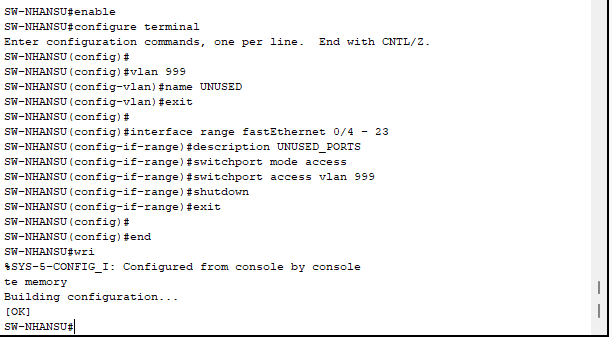 SW-NHANSU#enable
SW-NHANSU#configure terminal
Enter configuration commands, one per line.  End with CNTL/Z.
SW-NHANSU(config)#
SW-NHANSU(config)#vlan 999
SW-NHANSU(config-vlan)#name UNUSED
SW-NHANSU(config-vlan)#exit
SW-NHANSU(config)#
SW-NHANSU(config)#interface range fastEthernet 0/4 - 23
SW-NHANSU(config-if-range)#description UNUSED_PORTS
SW-NHANSU(config-if-range)#switchport mode access
SW-NHANSU(config-if-range)#switchport access vlan 999
SW-NHANSU(config-if-range)#shutdown
SW-NHANSU(config-if-range)#exit
SW-NHANSU(config)#
SW-NHANSU(config)#end
SW-NHANSU#wri
%SYS-5-CONFIG_I: Configured from console by console
te memory
Building configuration...
[OK]
SW-NHANSU#